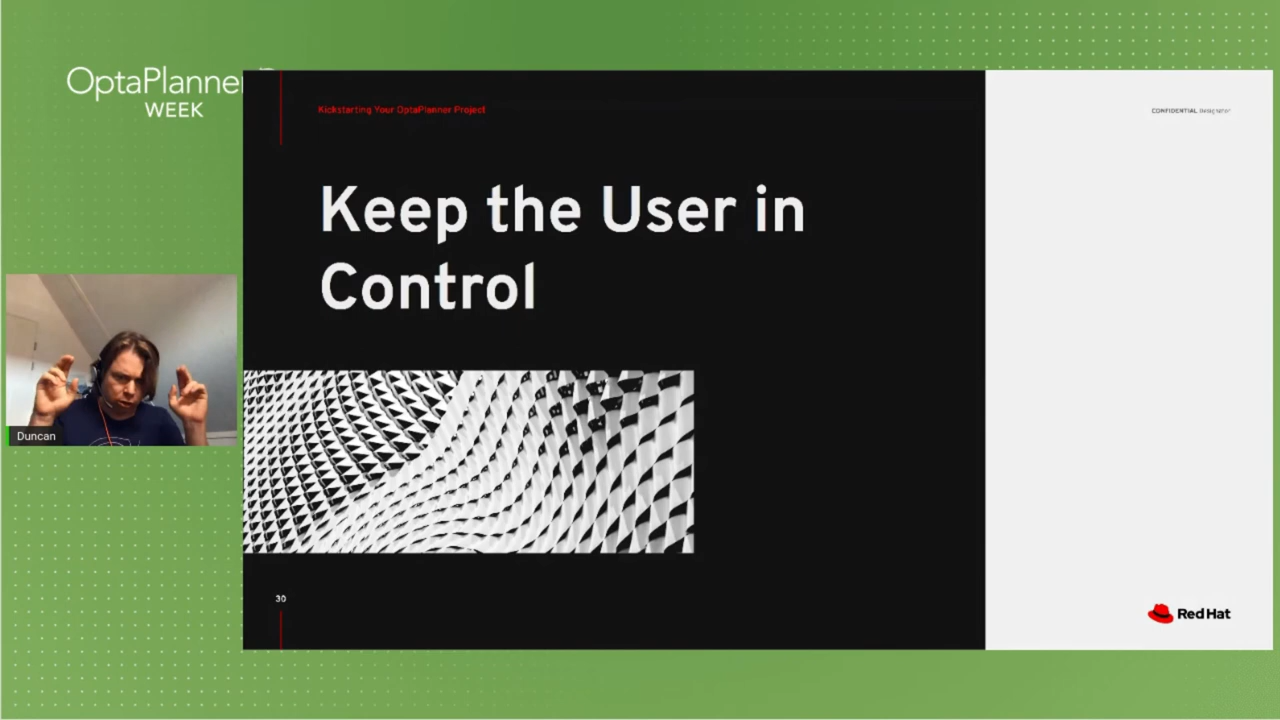 OptaPlanner
WEEK
Kickstarting Your OptaPlanner Project
CONFIDENTIAL
Keep the User in
Control
Duncan
30
Red Hat